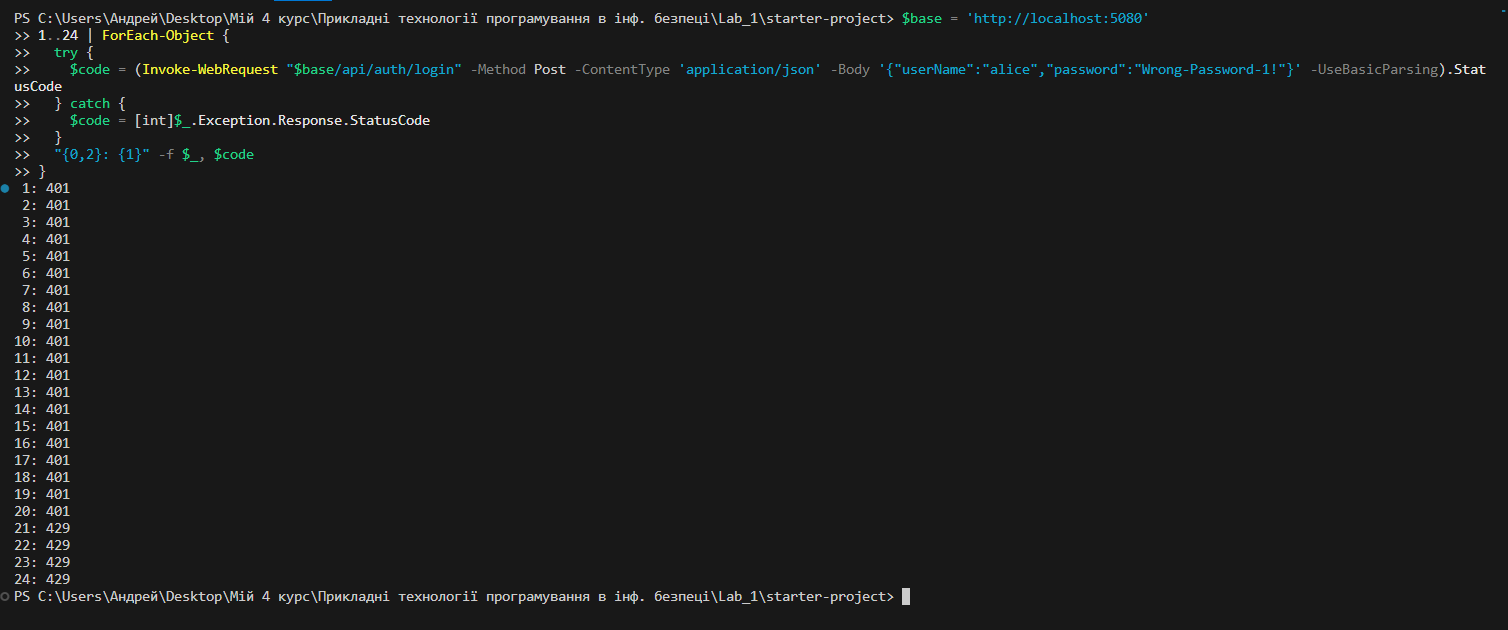 PS C:\Users\Андрей\Desktop\Мій 4 курс\Прикладні технології програмування в інф. безпеці\Lab_1\starter-project> $base = 'http://localhost:5080'
>> 1..24 | ForEach-Object {
>>   try {
>>     $code = (Invoke-WebRequest "$base/api/auth/login" -Method Post -ContentType 'application/json' -Body '{"userName":"alice","password":"Wrong-Password-1!"}' -UseBasicParsing).Stat
usCode
>>   } catch {
>>     $code = [int]$_.Exception.Response.StatusCode
>>   }
>>   "{0,2}: {1}" -f $_, $code
>> }
 1: 401
 2: 401
 3: 401
 4: 401
 5: 401
 6: 401
 7: 401
 8: 401
 9: 401
10: 401
11: 401
12: 401
13: 401
14: 401
15: 401
16: 401
17: 401
18: 401
19: 401
20: 401
21: 429
22: 429
23: 429
24: 429
PS C:\Users\Андрей\Desktop\Мій 4 курс\Прикладні технології програмування в інф. безпеці\Lab_1\starter-project>